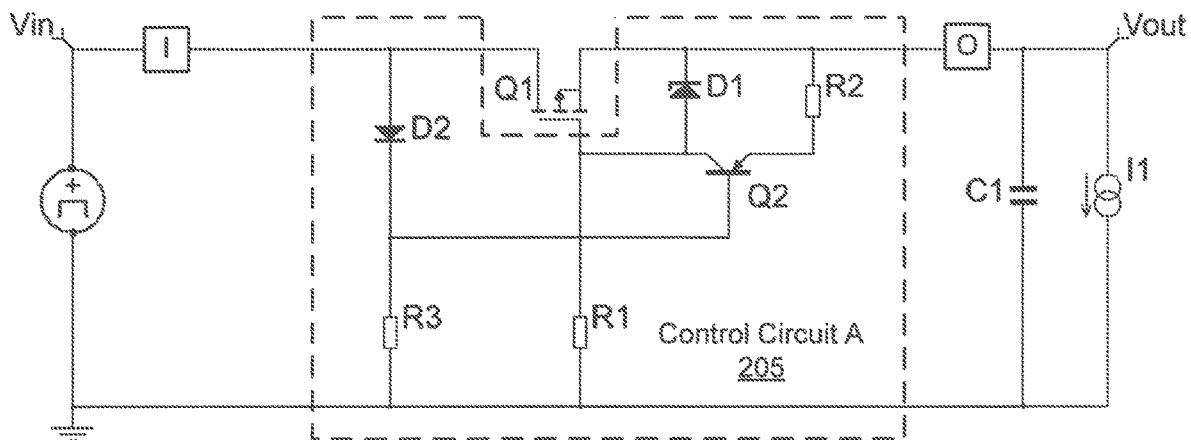 Vin
I
Q1
D1
R2
O
Vout
D2
Q2
C1
I1
R3
R1
Control Circuit A
205